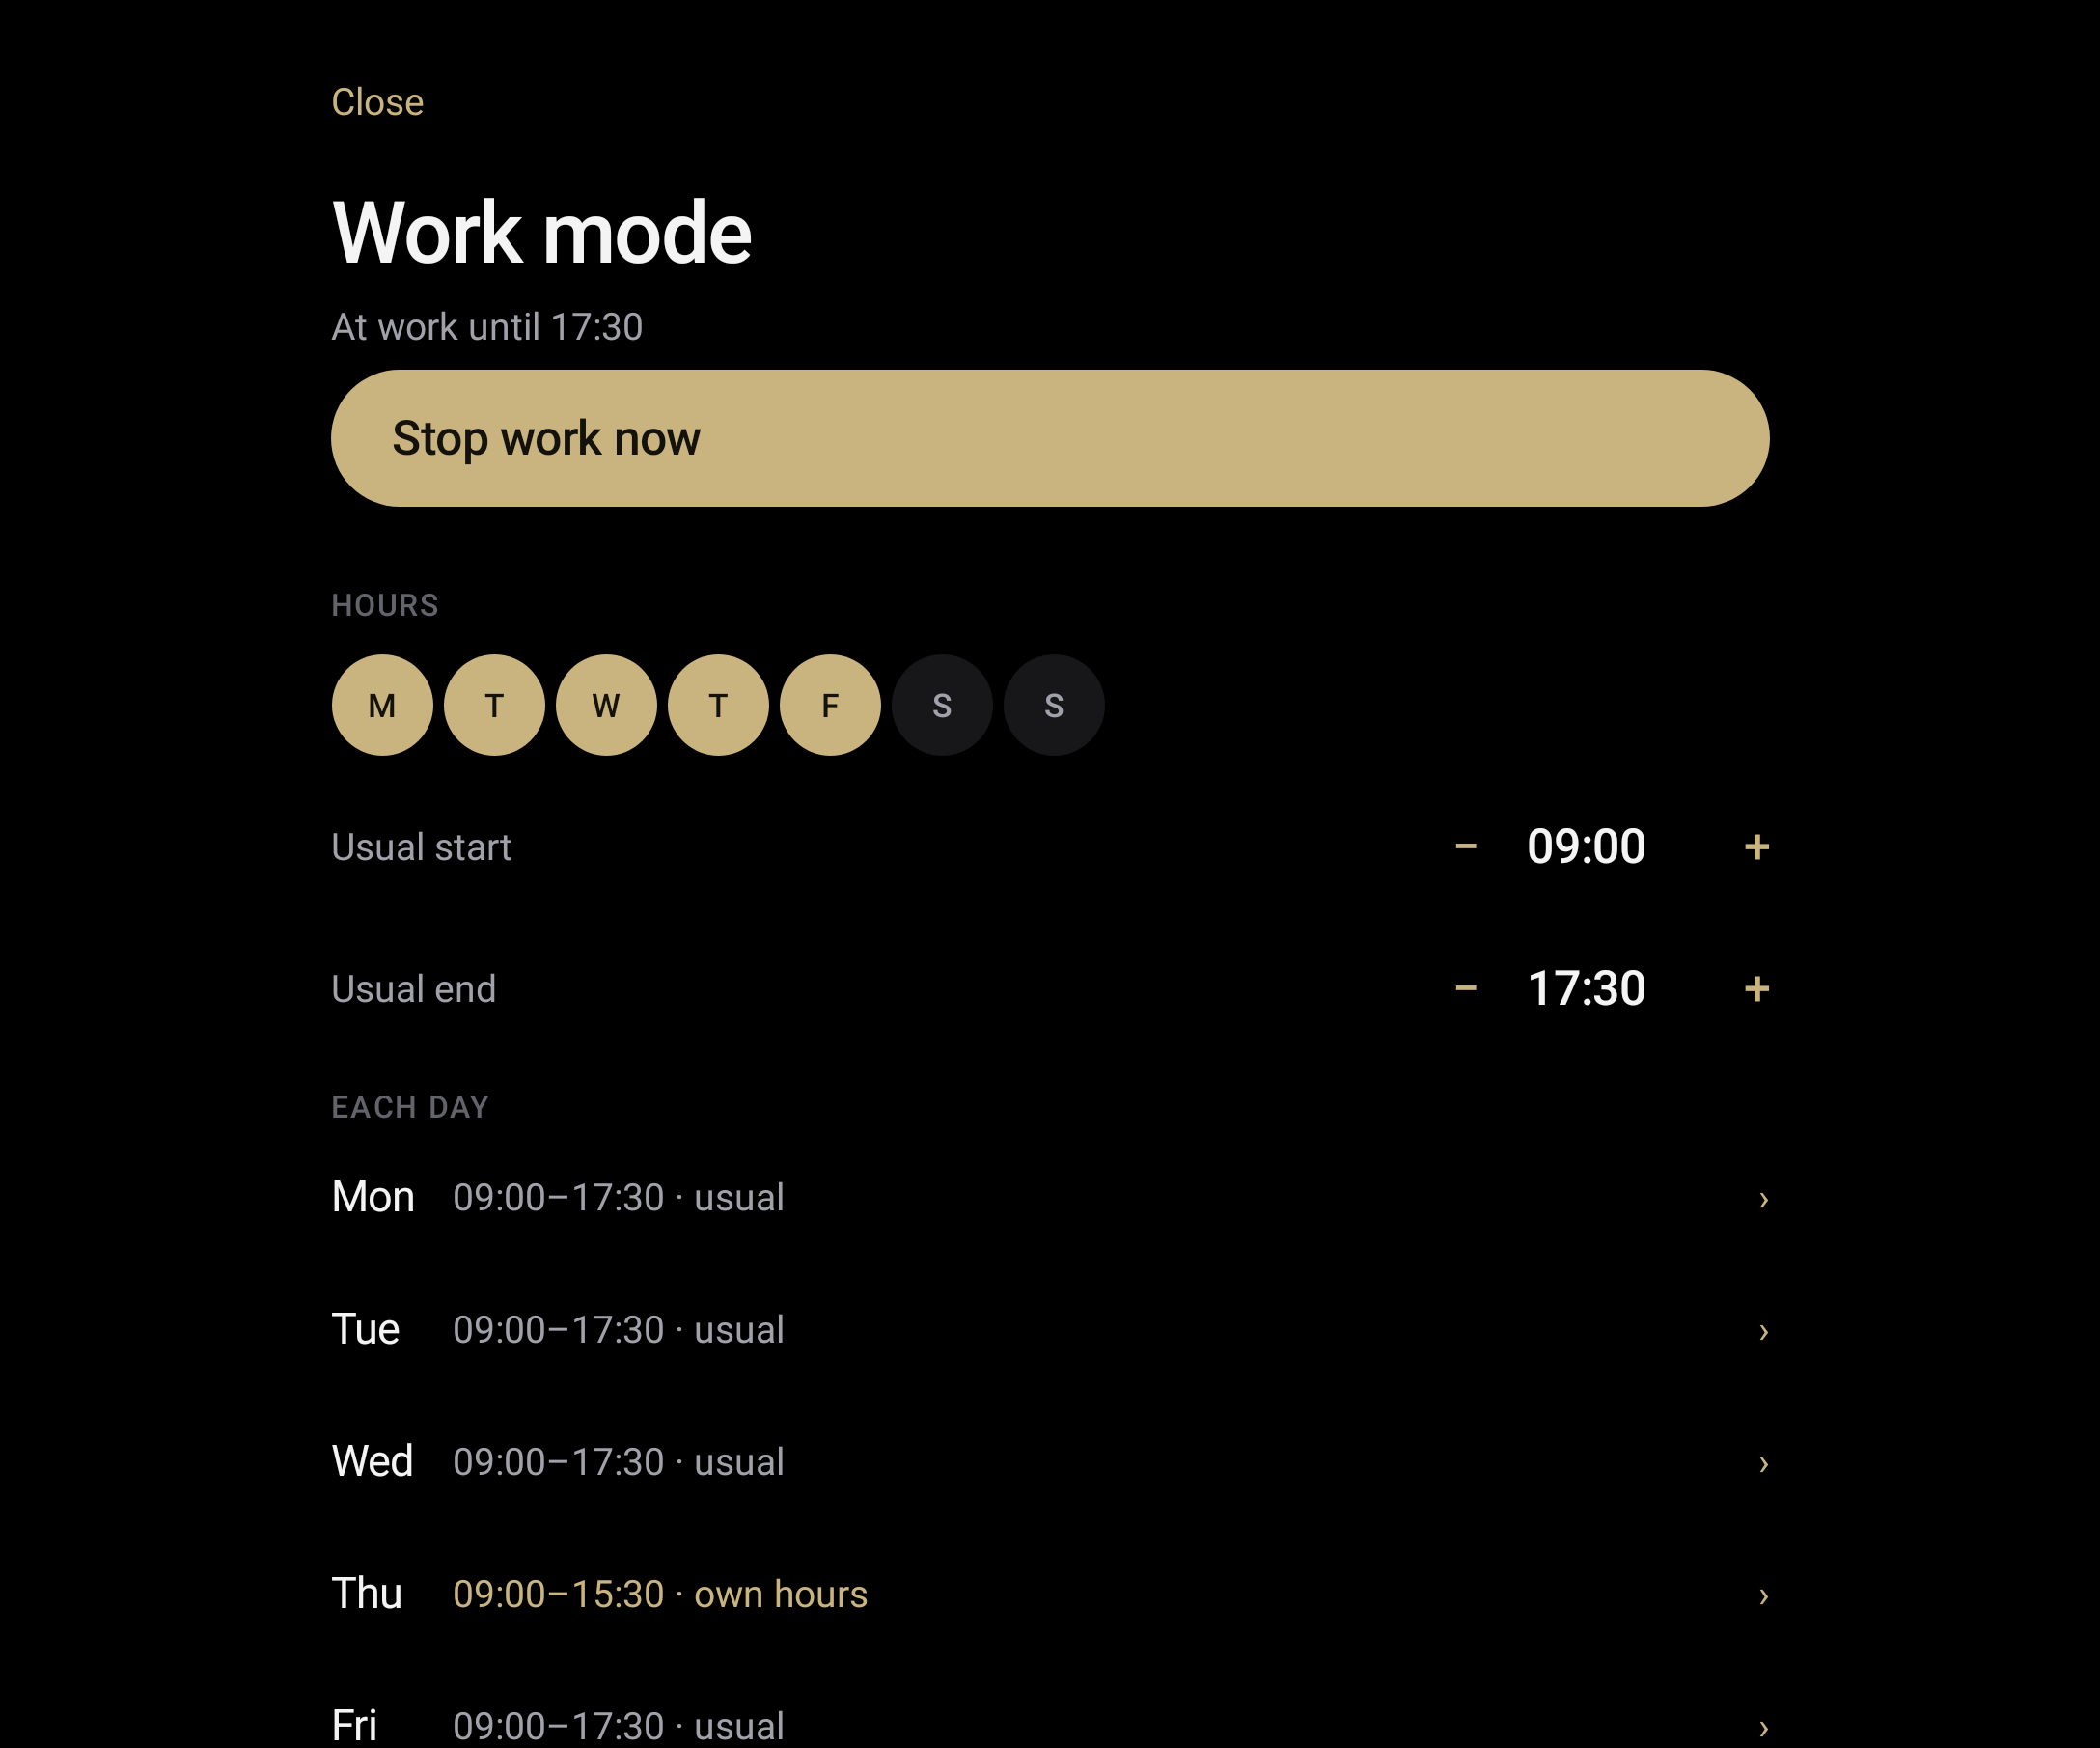 Close
Work mode
At work until 17:30
Stop work now
HOURS
M T W T F S S
Usual start − 09:00 +
Usual end − 17:30 +
EACH DAY
Mon 09:00–17:30 · usual ›
Tue 09:00–17:30 · usual ›
Wed 09:00–17:30 · usual ›
Thu 09:00–15:30 · own hours ›
Fri 09:00–17:30 · usual ›